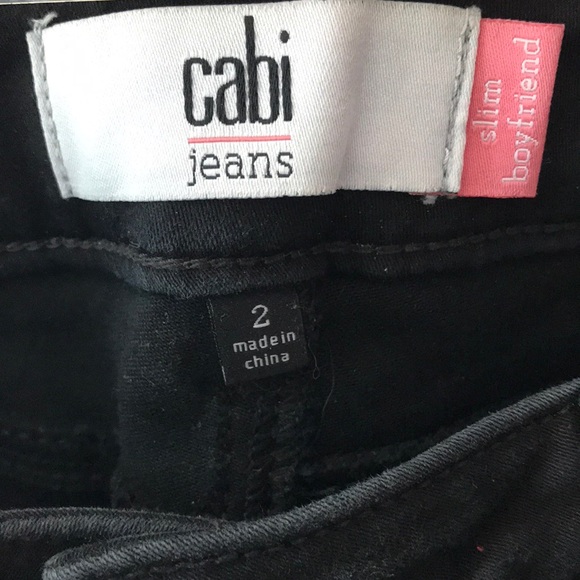 cabi
jeans
slim
boyfriend
2
made in
china